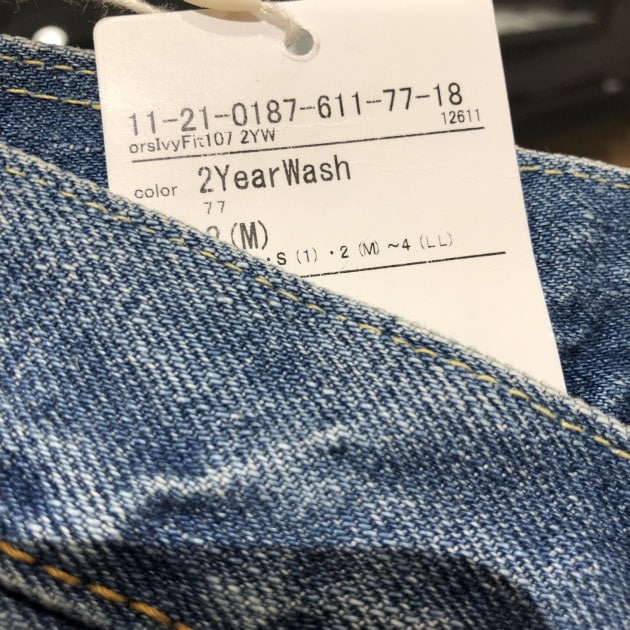 11-21-0187-611-77-18
orsIvyFit107 2YW
12611
color 2YearWash
77
(M)
・S(1)・2(M)~4(LL)